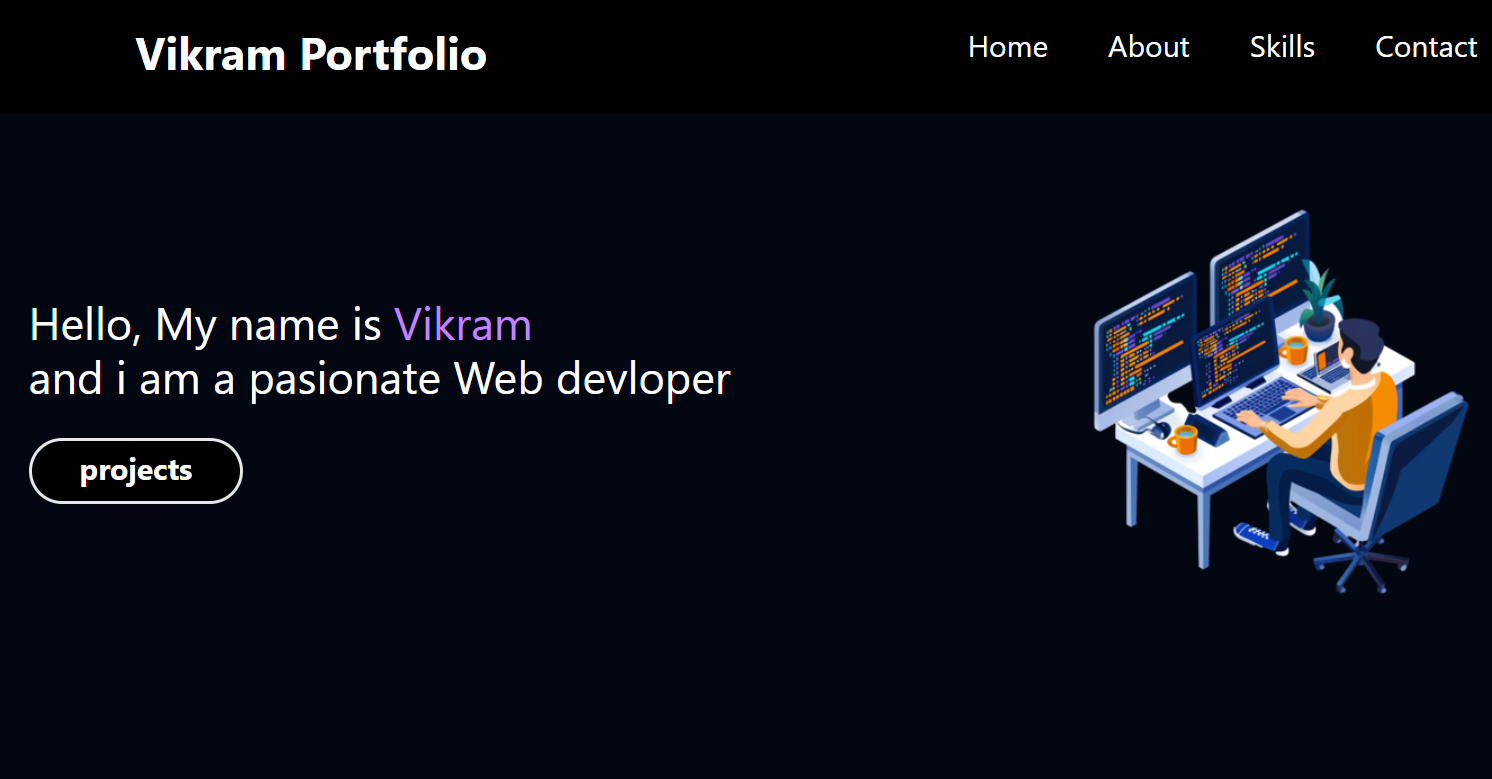 Vikram Portfolio
Home About Skills Contact
Hello, My name is Vikram
and i am a pasionate Web devloper
projects